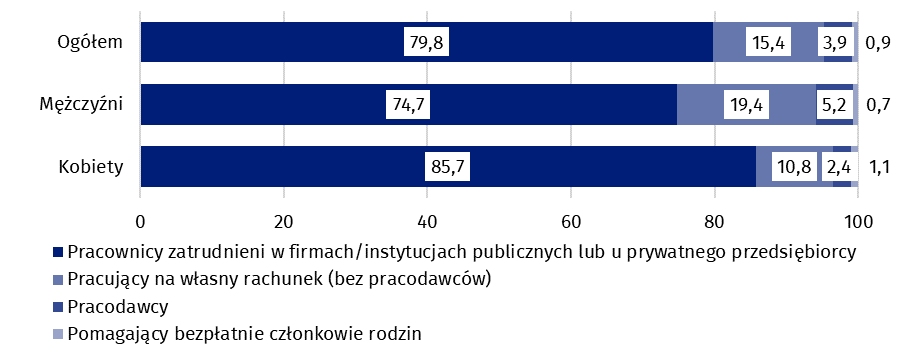 Ogółem 79,8 15,4 3,9 0,9
Mężczyźni 74,7 19,4 5,2 0,7
Kobiety 85,7 10,8 2,4 1,1
0 20 40 60 80 100
Pracownicy zatrudnieni w firmach/instytucjach publicznych lub u prywatnego przedsiębiorcy
Pracujący na własny rachunek (bez pracodawców)
Pracodawcy
Pomagający bezpłatnie członkowie rodzin